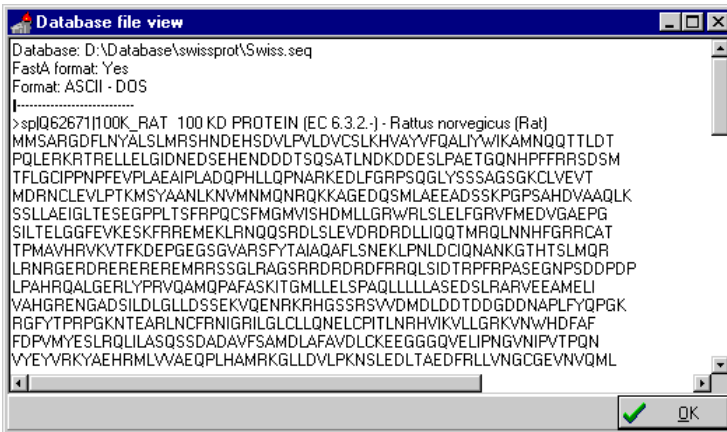 Database file view
Database: D:\Database\swissprot\Swiss.seq
FastA format: Yes
Format: ASCII - DOS
|---------------------------
>sp|Q62671|100K_RAT 100 KD PROTEIN (EC 6.3.2.-) - Rattus norvegicus (Rat)
MMSARGDFLNYALSLMRSHNDEHSDVLPVLDVCSLKHVAYVFQALIYWIKAMNQQTTLDT
PQLERKRTRELLELGIDNEDSEHENDDDTSQSATLNDKDDESLPAETGQNHPFFRRSDSM
TFLGCIPPNPFEVPLAEAIPLADQPHLLQPNARKEDLFGRPSQGLYSSSAGSGKCLVEVT
MDRNCLEVLPTKMSYAANLKNVMNMQNRQKKAGEDQSMLAEEADSSKPGPSAHDVAAQLK
SSLLAEIGLTESEGPPLTSFRPQCSFMGMVISHDMLLGRWRLSLELFGRVFMEDVGAEPG
SILTELGGFEVKESKFRREMEKLRNQQSRDLSLEVDRDRDLLIQQTMRQLNNHFGRRCAT
TPMAVHRVKVTFKDEPGEGSGVARSFYTAIAQAFLSNEKLPNLDCIQNANKGTHTSLMQR
LRNRGERDREREREREMRRSSGLRAGSRRDRDRDFRRQLSIDTRPFRPASEGNPSDDPDP
LPAHRQALGERLYPRVQAMQPAFASKITGMLLELSPAQLLLLLASEDSLRARVEEAMELI
VAHGRENGADSILDLGLLDSSEKVQENRKRHGSSRSVVDMDLDDTDDGDDNAPLFYQPGK
RGFYTPRPGKNTEARLNCFRNIGRILGLCLLQNELCPITLNRHVIKVLLGRKVNWHDFAF
FDPVMYESLRQLILASQSSDADAVFSAMDLAFAVDLCKEEGGGQVELIPNGVNIPVTPQN
VYEYVRKYAEHRMLVVAEQPLHAMRKGLLDVLPKNSLEDLTAEDFRLLVNGCGEVNVQML
OK